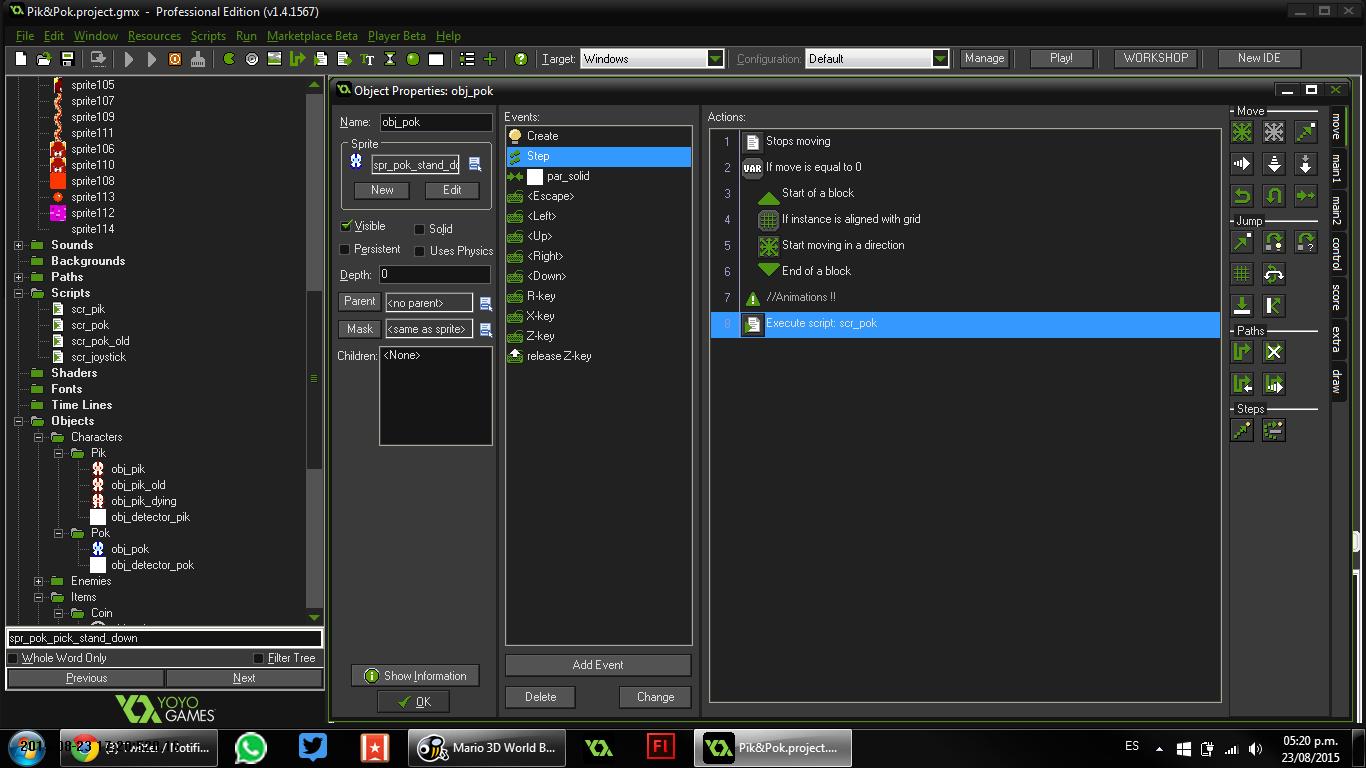 Pik&Pok.project.gmx - Professional Edition (v1.4.1567)
File Edit Window Resources Scripts Run Marketplace Beta Player Beta Help
Target: Windows Configuration: Default Manage Play! WORKSHOP New IDE
sprite105
sprite107
sprite109
sprite111
sprite106
sprite110
sprite108
sprite113
sprite112
sprite114
Sounds
Backgrounds
Paths
Scripts
scr_pik
scr_pok
scr_pok_old
scr_joystick
Shaders
Fonts
Time Lines
Objects
Characters
Pik
obj_pik
obj_pik_old
obj_pik_dying
obj_detector_pik
Pok
obj_pok
obj_detector_pok
Enemies
Items
Coin
spr_pok_pick_stand_down
Whole Word Only Filter Tree
Previous Next
YOYO GAMES
Object Properties: obj_pok
Name: obj_pok
Sprite
spr_pok_stand_do
New Edit
Visible Solid
Persistent Uses Physics
Depth: 0
Parent <no parent>
Mask <same as sprite>
Children: <None>
Show Information
OK
Events:
Create
Step
par_solid
<Escape>
<Left>
<Up>
<Right>
<Down>
R-key
X-key
Z-key
release Z-key
Add Event
Delete Change
Actions:
1 Stops moving
2 VAR If move is equal to 0
3 Start of a block
4 If instance is aligned with grid
5 Start moving in a direction
6 End of a block
7 //Animations !!
8 Execute script: scr_pok
Move
Jump
Paths
Steps
move
main1
main2
control
score
extra
draw
Mario 3D World B...
Fl
Pik&Pok.project....
ES
05:20 p.m.
23/08/2015